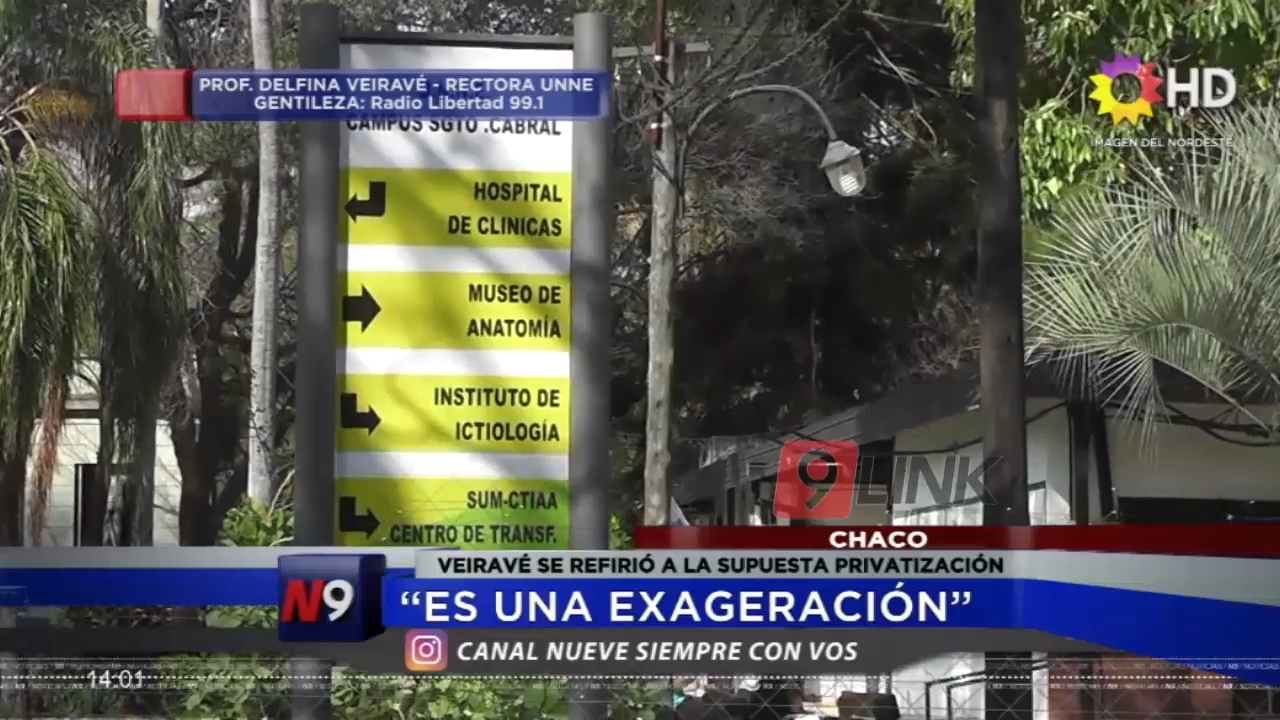 PROF. DELFINA VEIRAVÉ - RECTORA UNNE
GENTILEZA: Radio Libertad 99.1
HD
IMAGEN DEL NORDESTE
CAMPUS SGTO .CABRAL
HOSPITAL
DE CLINICAS
MUSEO DE
ANATOMÍA
INSTITUTO DE
ICTIOLOGÍA
SUM-CTIAA
CENTRO DE TRANSF.
9 LINK
CHACO
VEIRAVÉ SE REFIRIÓ A LA SUPUESTA PRIVATIZACIÓN
N9
“ES UNA EXAGERACIÓN”
CANAL NUEVE SIEMPRE CON VOS
14:01